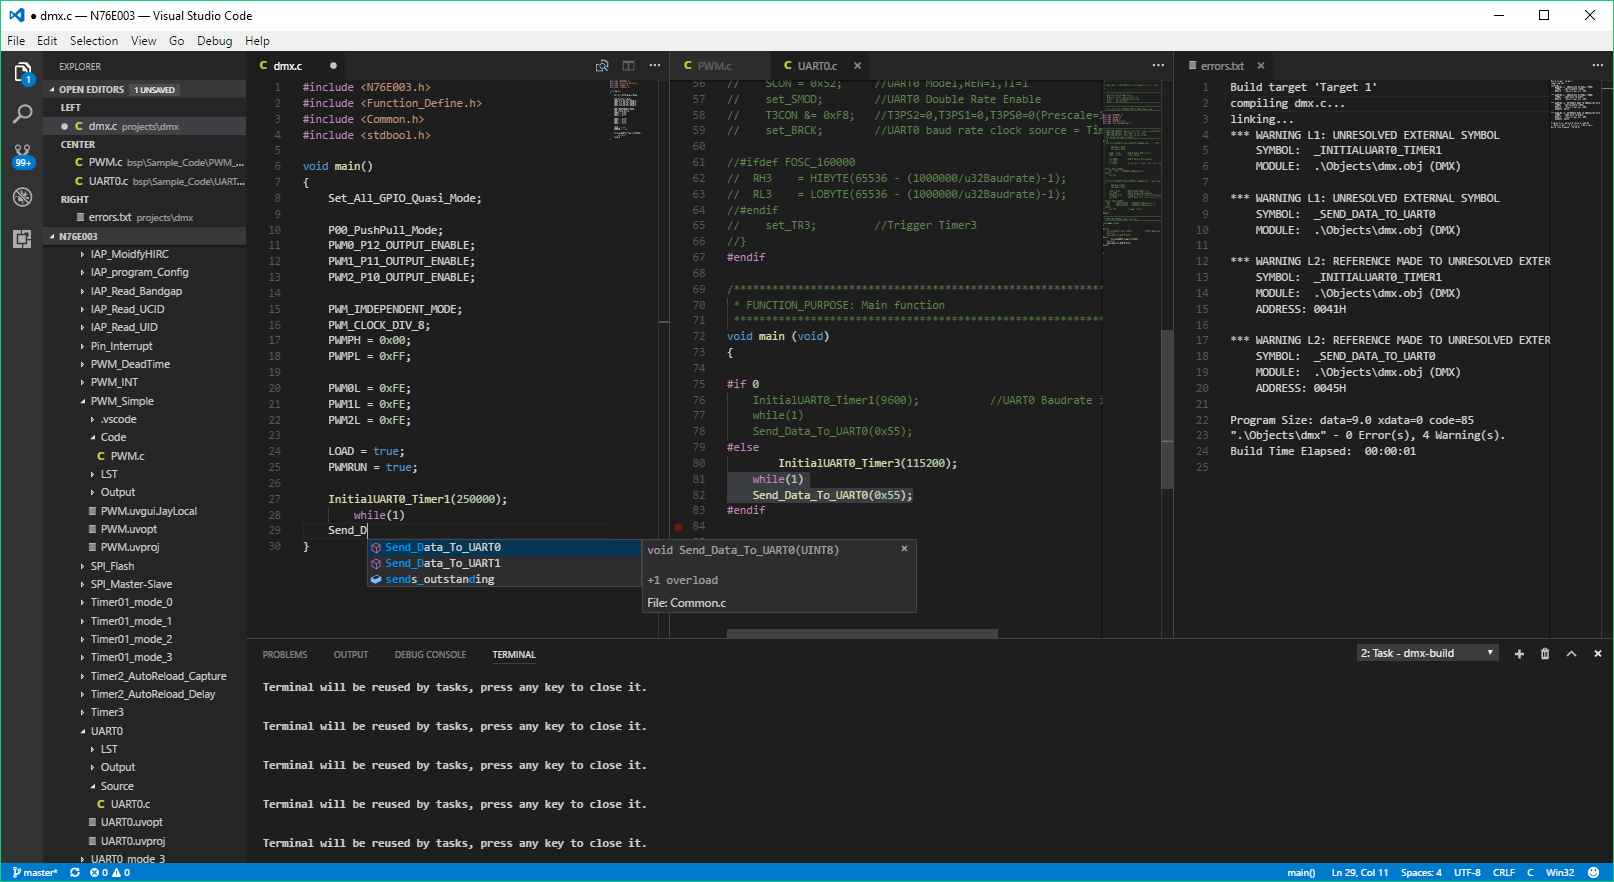 ● dmx.c — N76E003 — Visual Studio Code
File Edit Selection View Go Debug Help
EXPLORER
OPEN EDITORS 1 UNSAVED
LEFT
dmx.c projects\dmx
CENTER
PWM.c bsp\Sample_Code\PWM_...
UART0.c bsp\Sample_Code\UART...
RIGHT
errors.txt projects\dmx
N76E003
IAP_MoidfyHIRC
IAP_program_Config
IAP_Read_Bandgap
IAP_Read_UCID
IAP_Read_UID
Pin_Interrupt
PWM_DeadTime
PWM_INT
PWM_Simple
.vscode
Code
PWM.c
LST
Output
PWM.uvgui.JayLocal
PWM.uvopt
PWM.uvproj
SPI_Flash
SPI_Master-Slave
Timer01_mode_0
Timer01_mode_1
Timer01_mode_2
Timer01_mode_3
Timer2_AutoReload_Capture
Timer2_AutoReload_Delay
Timer3
UART0
LST
Output
Source
UART0.c
UART0.uvopt
UART0.uvproj
UART0_mode_3
1
99+
dmx.c
1 #include <N76E003.h>
2 #include <Function_Define.h>
3 #include <Common.h>
4 #include <stdbool.h>
5
6 void main()
7 {
8 Set_All_GPIO_Quasi_Mode;
9
10 P00_PushPull_Mode;
11 PWM0_P12_OUTPUT_ENABLE;
12 PWM1_P11_OUTPUT_ENABLE;
13 PWM2_P10_OUTPUT_ENABLE;
14
15 PWM_IMDEPENDENT_MODE;
16 PWM_CLOCK_DIV_8;
17 PWMPH = 0x00;
18 PWMPL = 0xFF;
19
20 PWM0L = 0xFE;
21 PWM1L = 0xFE;
22 PWM2L = 0xFE;
23
24 LOAD = true;
25 PWMRUN = true;
26
27 InitialUART0_Timer1(250000);
28 while(1)
29 Send_D
30 }
Send_Data_To_UART0
Send_Data_To_UART1
sends_outstanding
void Send_Data_To_UART0(UINT8)
+1 overload
File: Common.c
PWM.c UART0.c
56 // SCON = 0x52; //UART0 Mode1,REN=1,TI=1
57 // set_SMOD; //UART0 Double Rate Enable
58 // T3CON &= 0xF8; //T3PS2=0,T3PS1=0,T3PS0=0(Prescale=1
59 // set_BRCK; //UART0 baud rate clock source = Tim
60
61 //#ifdef FOSC_160000
62 // RH3 = HIBYTE(65536 - (1000000/u32Baudrate)-1);
63 // RL3 = LOBYTE(65536 - (1000000/u32Baudrate)-1);
64 //#endif
65 // set_TR3; //Trigger Timer3
66 //}
67 #endif
68
69 /**********************************************************
70 * FUNCTION_PURPOSE: Main function
71 **********************************************************
72 void main (void)
73 {
74
75 #if 0
76 InitialUART0_Timer1(9600); //UART0 Baudrate i
77 while(1)
78 Send_Data_To_UART0(0x55);
79 #else
80 InitialUART0_Timer3(115200);
81 while(1)
82 Send_Data_To_UART0(0x55);
83 #endif
84
errors.txt
1 Build target 'Target 1'
2 compiling dmx.c...
3 linking...
4 *** WARNING L1: UNRESOLVED EXTERNAL SYMBOL
5 SYMBOL: _INITIALUART0_TIMER1
6 MODULE: .\Objects\dmx.obj (DMX)
7
8 *** WARNING L1: UNRESOLVED EXTERNAL SYMBOL
9 SYMBOL: _SEND_DATA_TO_UART0
10 MODULE: .\Objects\dmx.obj (DMX)
11
12 *** WARNING L2: REFERENCE MADE TO UNRESOLVED EXTER
13 SYMBOL: _INITIALUART0_TIMER1
14 MODULE: .\Objects\dmx.obj (DMX)
15 ADDRESS: 0041H
16
17 *** WARNING L2: REFERENCE MADE TO UNRESOLVED EXTER
18 SYMBOL: _SEND_DATA_TO_UART0
19 MODULE: .\Objects\dmx.obj (DMX)
20 ADDRESS: 0045H
21
22 Program Size: data=9.0 xdata=0 code=85
23 ".\Objects\dmx" - 0 Error(s), 4 Warning(s).
24 Build Time Elapsed: 00:00:01
25
PROBLEMS OUTPUT DEBUG CONSOLE TERMINAL 2: Task - dmx-build
Terminal will be reused by tasks, press any key to close it.
Terminal will be reused by tasks, press any key to close it.
Terminal will be reused by tasks, press any key to close it.
Terminal will be reused by tasks, press any key to close it.
Terminal will be reused by tasks, press any key to close it.
master* 0 0 main() Ln 29, Col 11 Spaces: 4 UTF-8 CRLF C Win32